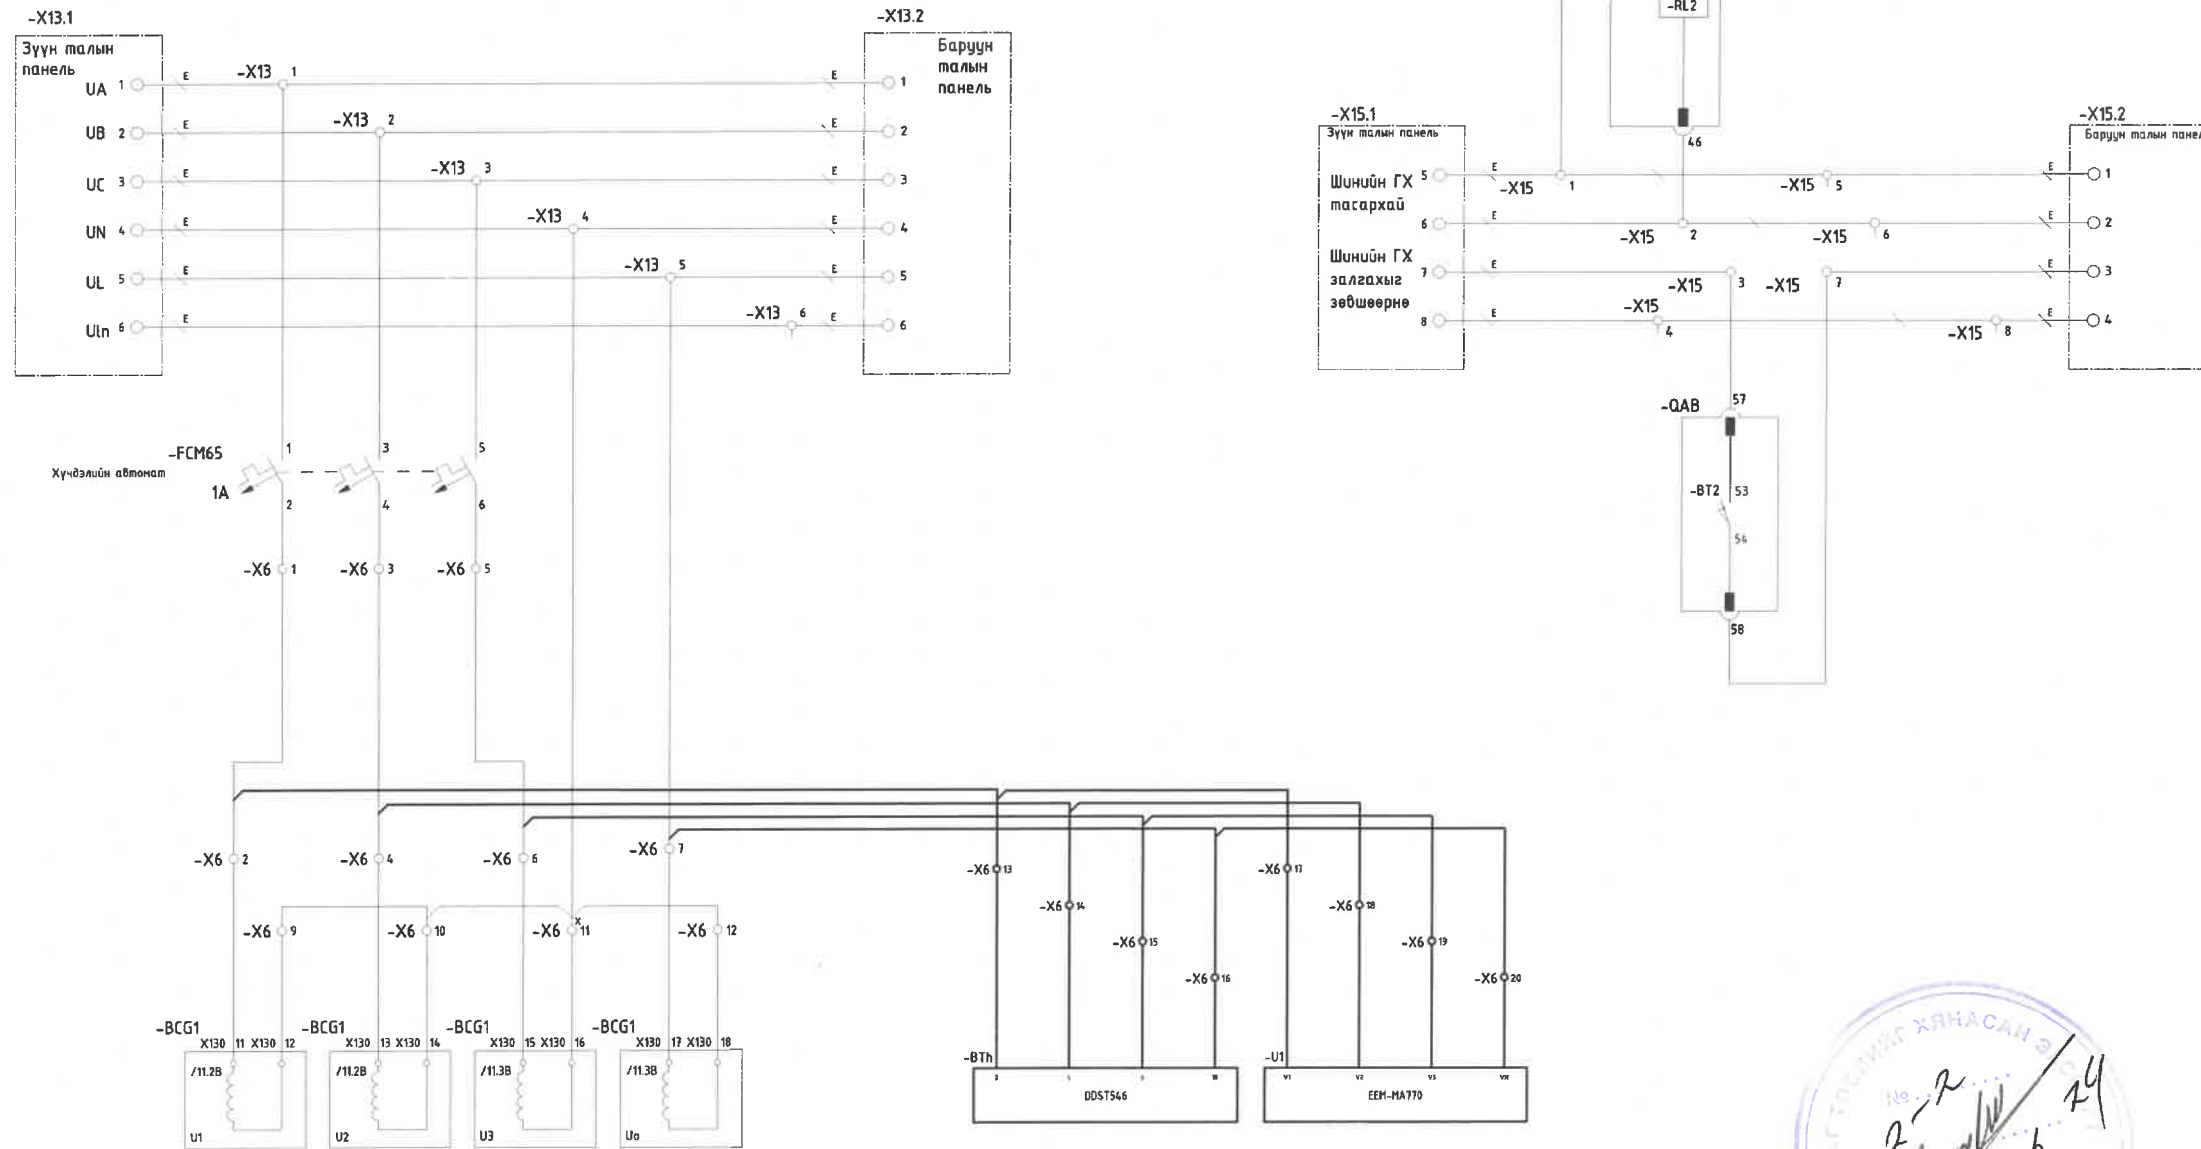 -X13.1
Зүүн талын
панель
UA 1
UB 2
UC 3
UN 4
UL 5
Uln 6
E
E
E
E
E
E
-X13 1
-X13 2
-X13 3
-X13 4
-X13 5
-X13 6
E
E
E
E
E
E
-X13.2
Баруун
талын
панель
1
2
3
4
5
6
-RL2
46
-X15.1
Зүүн талын панель
Шинийн ГХ
тасархай
5
6
Шинийн ГХ
залгахыг
зөвшөөрнө
7
8
E
E
E
E
-X15 1
-X15 5
-X15 2
-X15 6
-X15 3
-X15 7
-X15 4
-X15 8
E
E
E
E
-X15.2
Баруун талын панел
1
2
3
4
-QAB 57
-BT2 53
54
58
-FCM65
Хүчдэлийн автомат
1A
1 3 5
2 4 6
-X6 1
-X6 3
-X6 5
-X6 2
-X6 4
-X6 6
-X6 7
-X6 9
-X6 10
x
-X6 11
-X6 12
-X6 13
-X6 14
-X6 15
-X6 16
-X6 17
-X6 18
-X6 19
-X6 20
-BCG1
X130 11 X130 12
/11.2B
U1
-BCG1
X130 13 X130 14
/11.2B
U2
-BCG1
X130 15 X130 16
/11.3B
U3
-BCG1
X130 17 X130 18
/11.3B
Uo
-BTh
DDST546
-U1
V1 V2 V3 VN
EEM-MA770
ХЯНАСАН
№
24